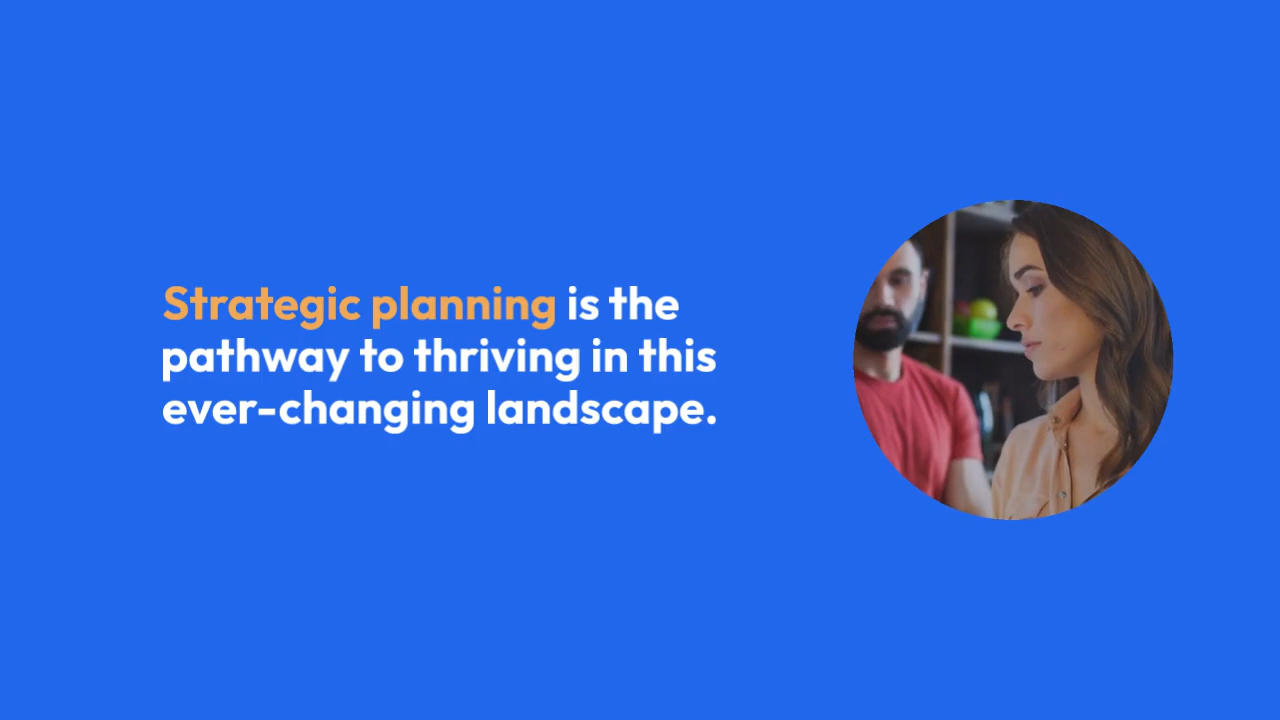 Strategic planning is the
pathway to thriving in this
ever-changing landscape.